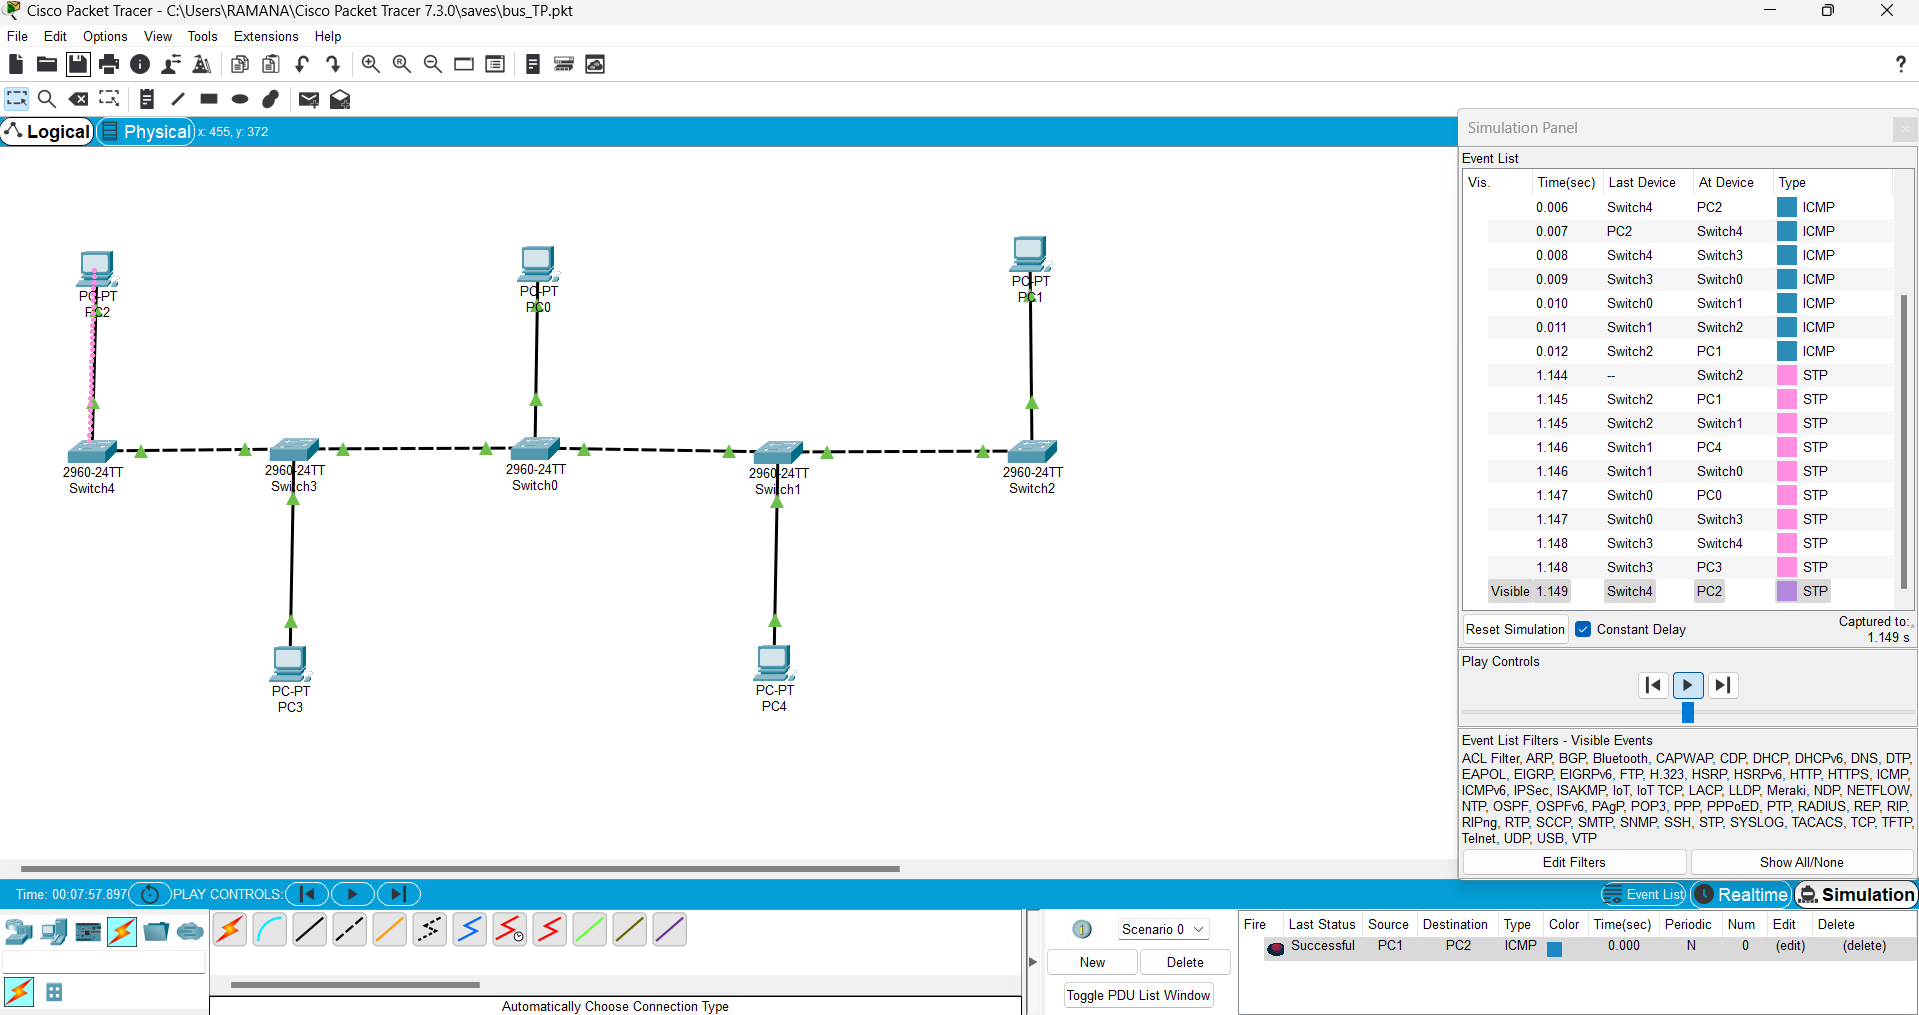 Cisco Packet Tracer - C:\Users\RAMANA\Cisco Packet Tracer 7.3.0\saves\bus_TP.pkt
File Edit Options View Tools Extensions Help
?
Logical Physical x: 455, y: 372
Simulation Panel
Event List
Vis. Time(sec) Last Device At Device Type
0.006 Switch4 PC2 ICMP
0.007 PC2 Switch4 ICMP
0.008 Switch4 Switch3 ICMP
0.009 Switch3 Switch0 ICMP
0.010 Switch0 Switch1 ICMP
0.011 Switch1 Switch2 ICMP
0.012 Switch2 PC1 ICMP
1.144 -- Switch2 STP
1.145 Switch2 PC1 STP
1.145 Switch2 Switch1 STP
1.146 Switch1 PC4 STP
1.146 Switch1 Switch0 STP
1.147 Switch0 PC0 STP
1.147 Switch0 Switch3 STP
1.148 Switch3 Switch4 STP
1.148 Switch3 PC3 STP
Visible 1.149 Switch4 PC2 STP
Reset Simulation Constant Delay Captured to:
1.149 s
Play Controls
Event List Filters - Visible Events
ACL Filter, ARP, BGP, Bluetooth, CAPWAP, CDP, DHCP, DHCPv6, DNS, DTP,
EAPOL, EIGRP, EIGRPv6, FTP, H.323, HSRP, HSRPv6, HTTP, HTTPS, ICMP,
ICMPv6, IPSec, ISAKMP, IoT, IoT TCP, LACP, LLDP, Meraki, NDP, NETFLOW,
NTP, OSPF, OSPFv6, PAgP, POP3, PPP, PPPoED, PTP, RADIUS, REP, RIP,
RIPng, RTP, SCCP, SMTP, SNMP, SSH, STP, SYSLOG, TACACS, TCP, TFTP,
Telnet, UDP, USB, VTP
Edit Filters Show All/None
PC-PT
PC2
PC-PT
PC0
PC-PT
PC1
2960-24TT
Switch4
2960-24TT
Switch3
2960-24TT
Switch0
2960-24TT
Switch1
2960-24TT
Switch2
PC-PT
PC3
PC-PT
PC4
Time: 00:07:57.897 PLAY CONTROLS: Event List Realtime Simulation
Automatically Choose Connection Type
Scenario 0
New Delete
Toggle PDU List Window
Fire Last Status Source Destination Type Color Time(sec) Periodic Num Edit Delete
Successful PC1 PC2 ICMP 0.000 N 0 (edit) (delete)